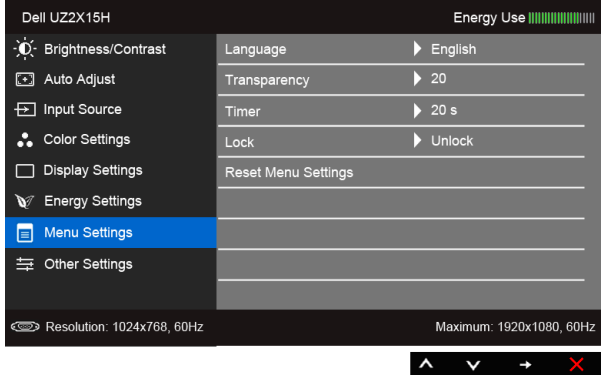 Dell UZ2X15H Energy Use
Brightness/Contrast
Auto Adjust
Input Source
Color Settings
Display Settings
Energy Settings
Menu Settings
Other Settings
Language English
Transparency 20
Timer 20 s
Lock Unlock
Reset Menu Settings
Resolution: 1024x768, 60Hz Maximum: 1920x1080, 60Hz